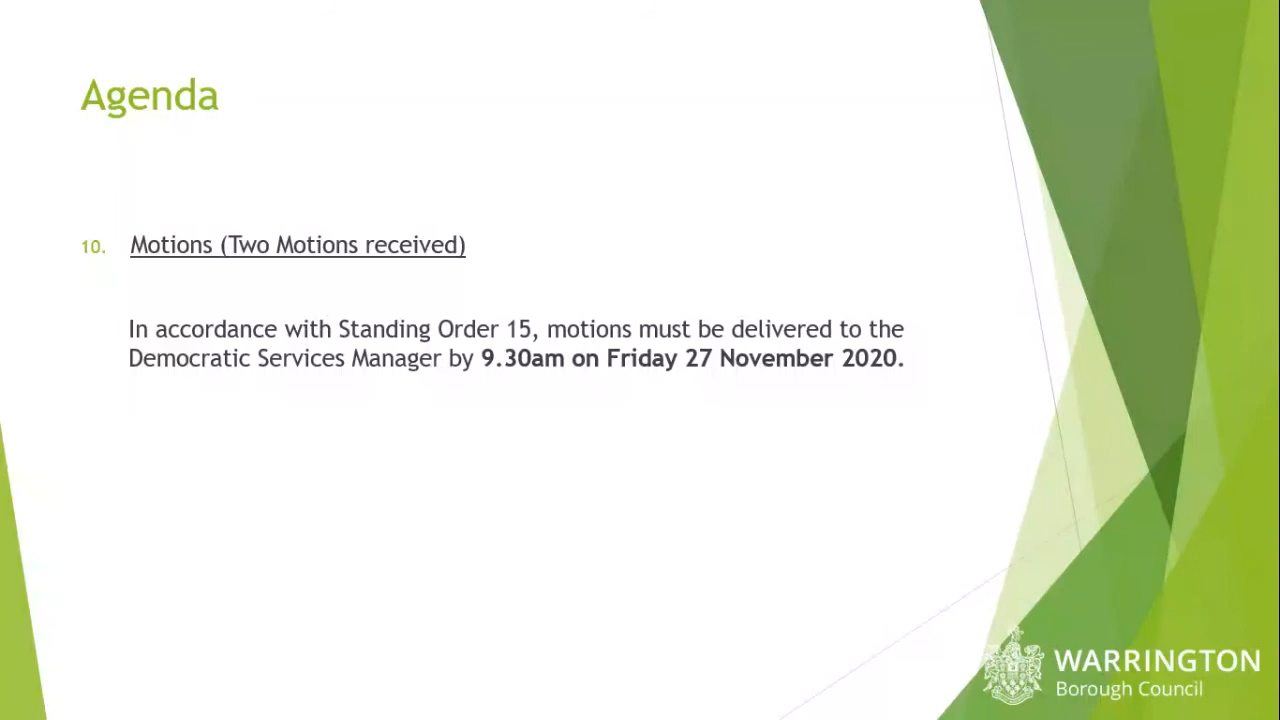 Agenda
10. Motions (Two Motions received)
In accordance with Standing Order 15, motions must be delivered to the
Democratic Services Manager by 9.30am on Friday 27 November 2020.
WARRINGTON
Borough Council